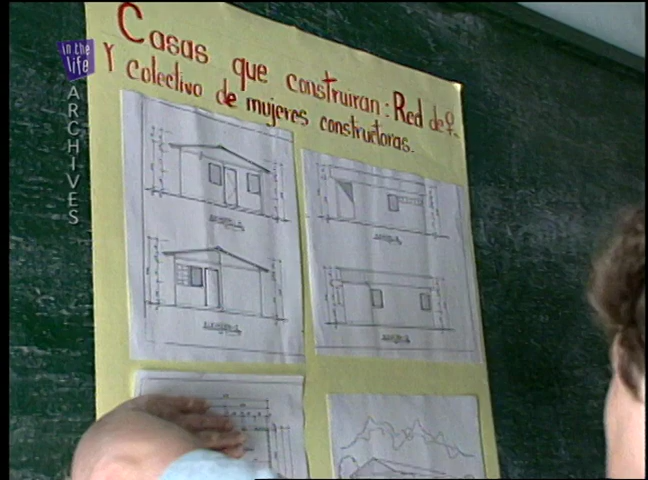 in the
life
ARCHIVES
Casas que construiran: Red de ♀.
Y colectivo de mujeres constructoras.